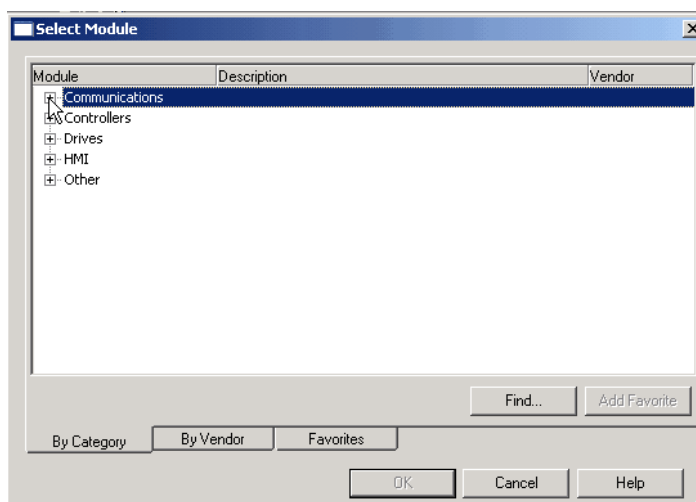 Select Module
Module Description Vendor
Communications
Controllers
Drives
HMI
Other
Find... Add Favorite
By Category By Vendor Favorites
OK Cancel Help